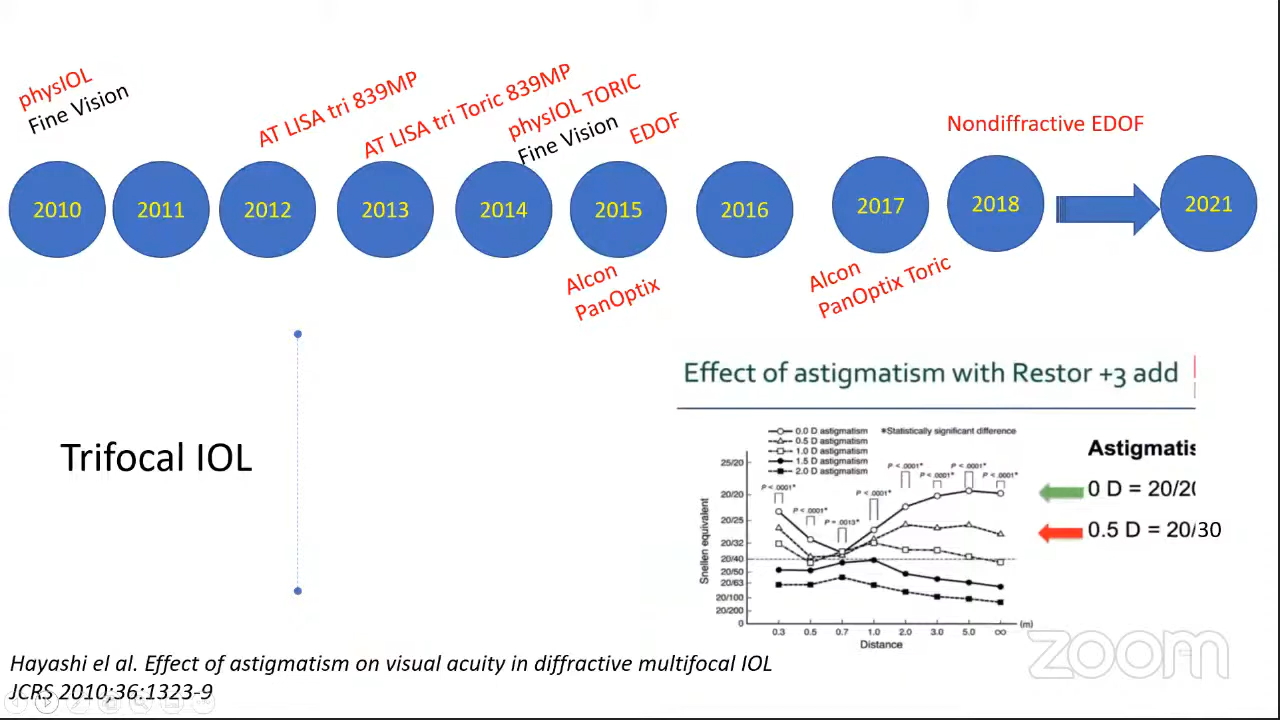 physIOL
Fine Vision
AT LISA tri 839MP
AT LISA tri Toric 839MP
physIOL TORIC
Fine Vision
EDOF
Nondiffractive EDOF
2010
2011
2012
2013
2014
2015
2016
2017
2018
2021
Alcon
PanOptix
Alcon
PanOptix Toric
Trifocal IOL
Effect of astigmatism with Restor +3 add
0.0 D astigmatism
0.5 D astigmatism
1.0 D astigmatism
1.5 D astigmatism
2.0 D astigmatism
*Statistically significant difference
Snellen equivalent
25/20
20/20
20/25
20/32
20/40
20/50
20/63
20/100
20/200
0
P < .0001*
P < .0001*
P = .0013*
P < .0001*
P < .0001*
P < .0001*
P < .0001*
P < .0001*
0.3 0.5 0.7 1.0 2.0 3.0 5.0 ∞ (m)
Distance
Astigmatis
0 D = 20/20
0.5 D = 20/30
Hayashi el al. Effect of astigmatism on visual acuity in diffractive multifocal IOL
JCRS 2010;36:1323-9
zoom